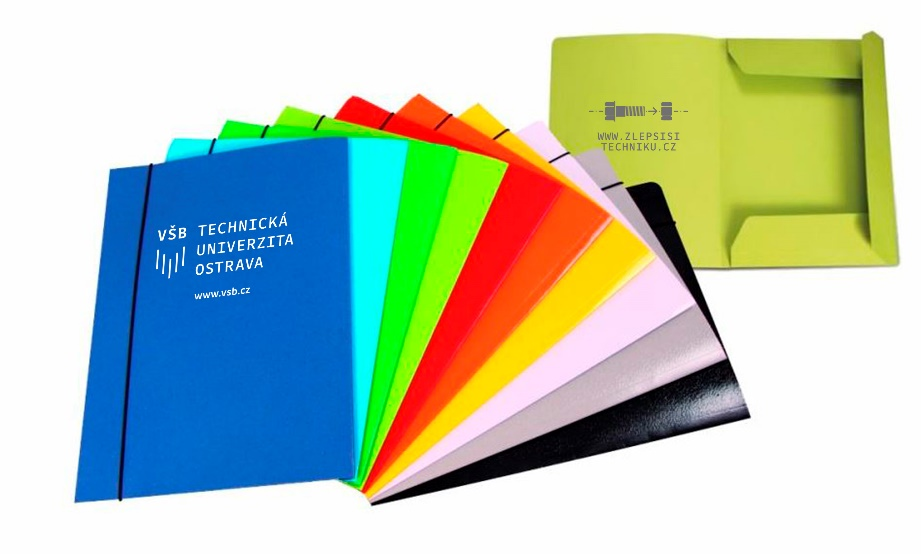 VŠB TECHNICKÁ
UNIVERZITA
OSTRAVA
www.vsb.cz
WWW.ZLEPSISI
TECHNIKU.CZ